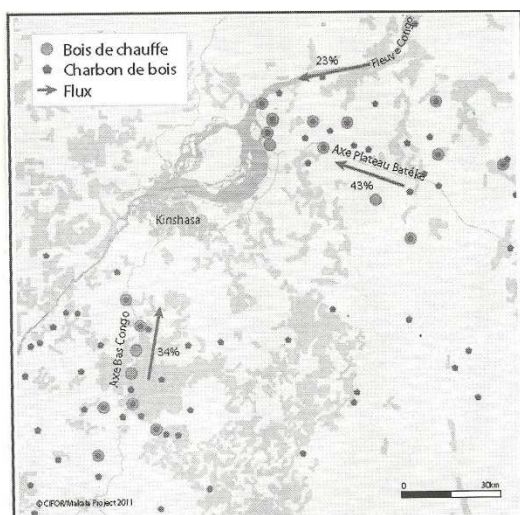 Bois de chauffe
Charbon de bois
Flux
23%
Fleuve Congo
Axe Plateau Batéké
43%
Kinshasa
Axe Bas Congo
34%
© CIFOR/Makala Project 2011
0 30km